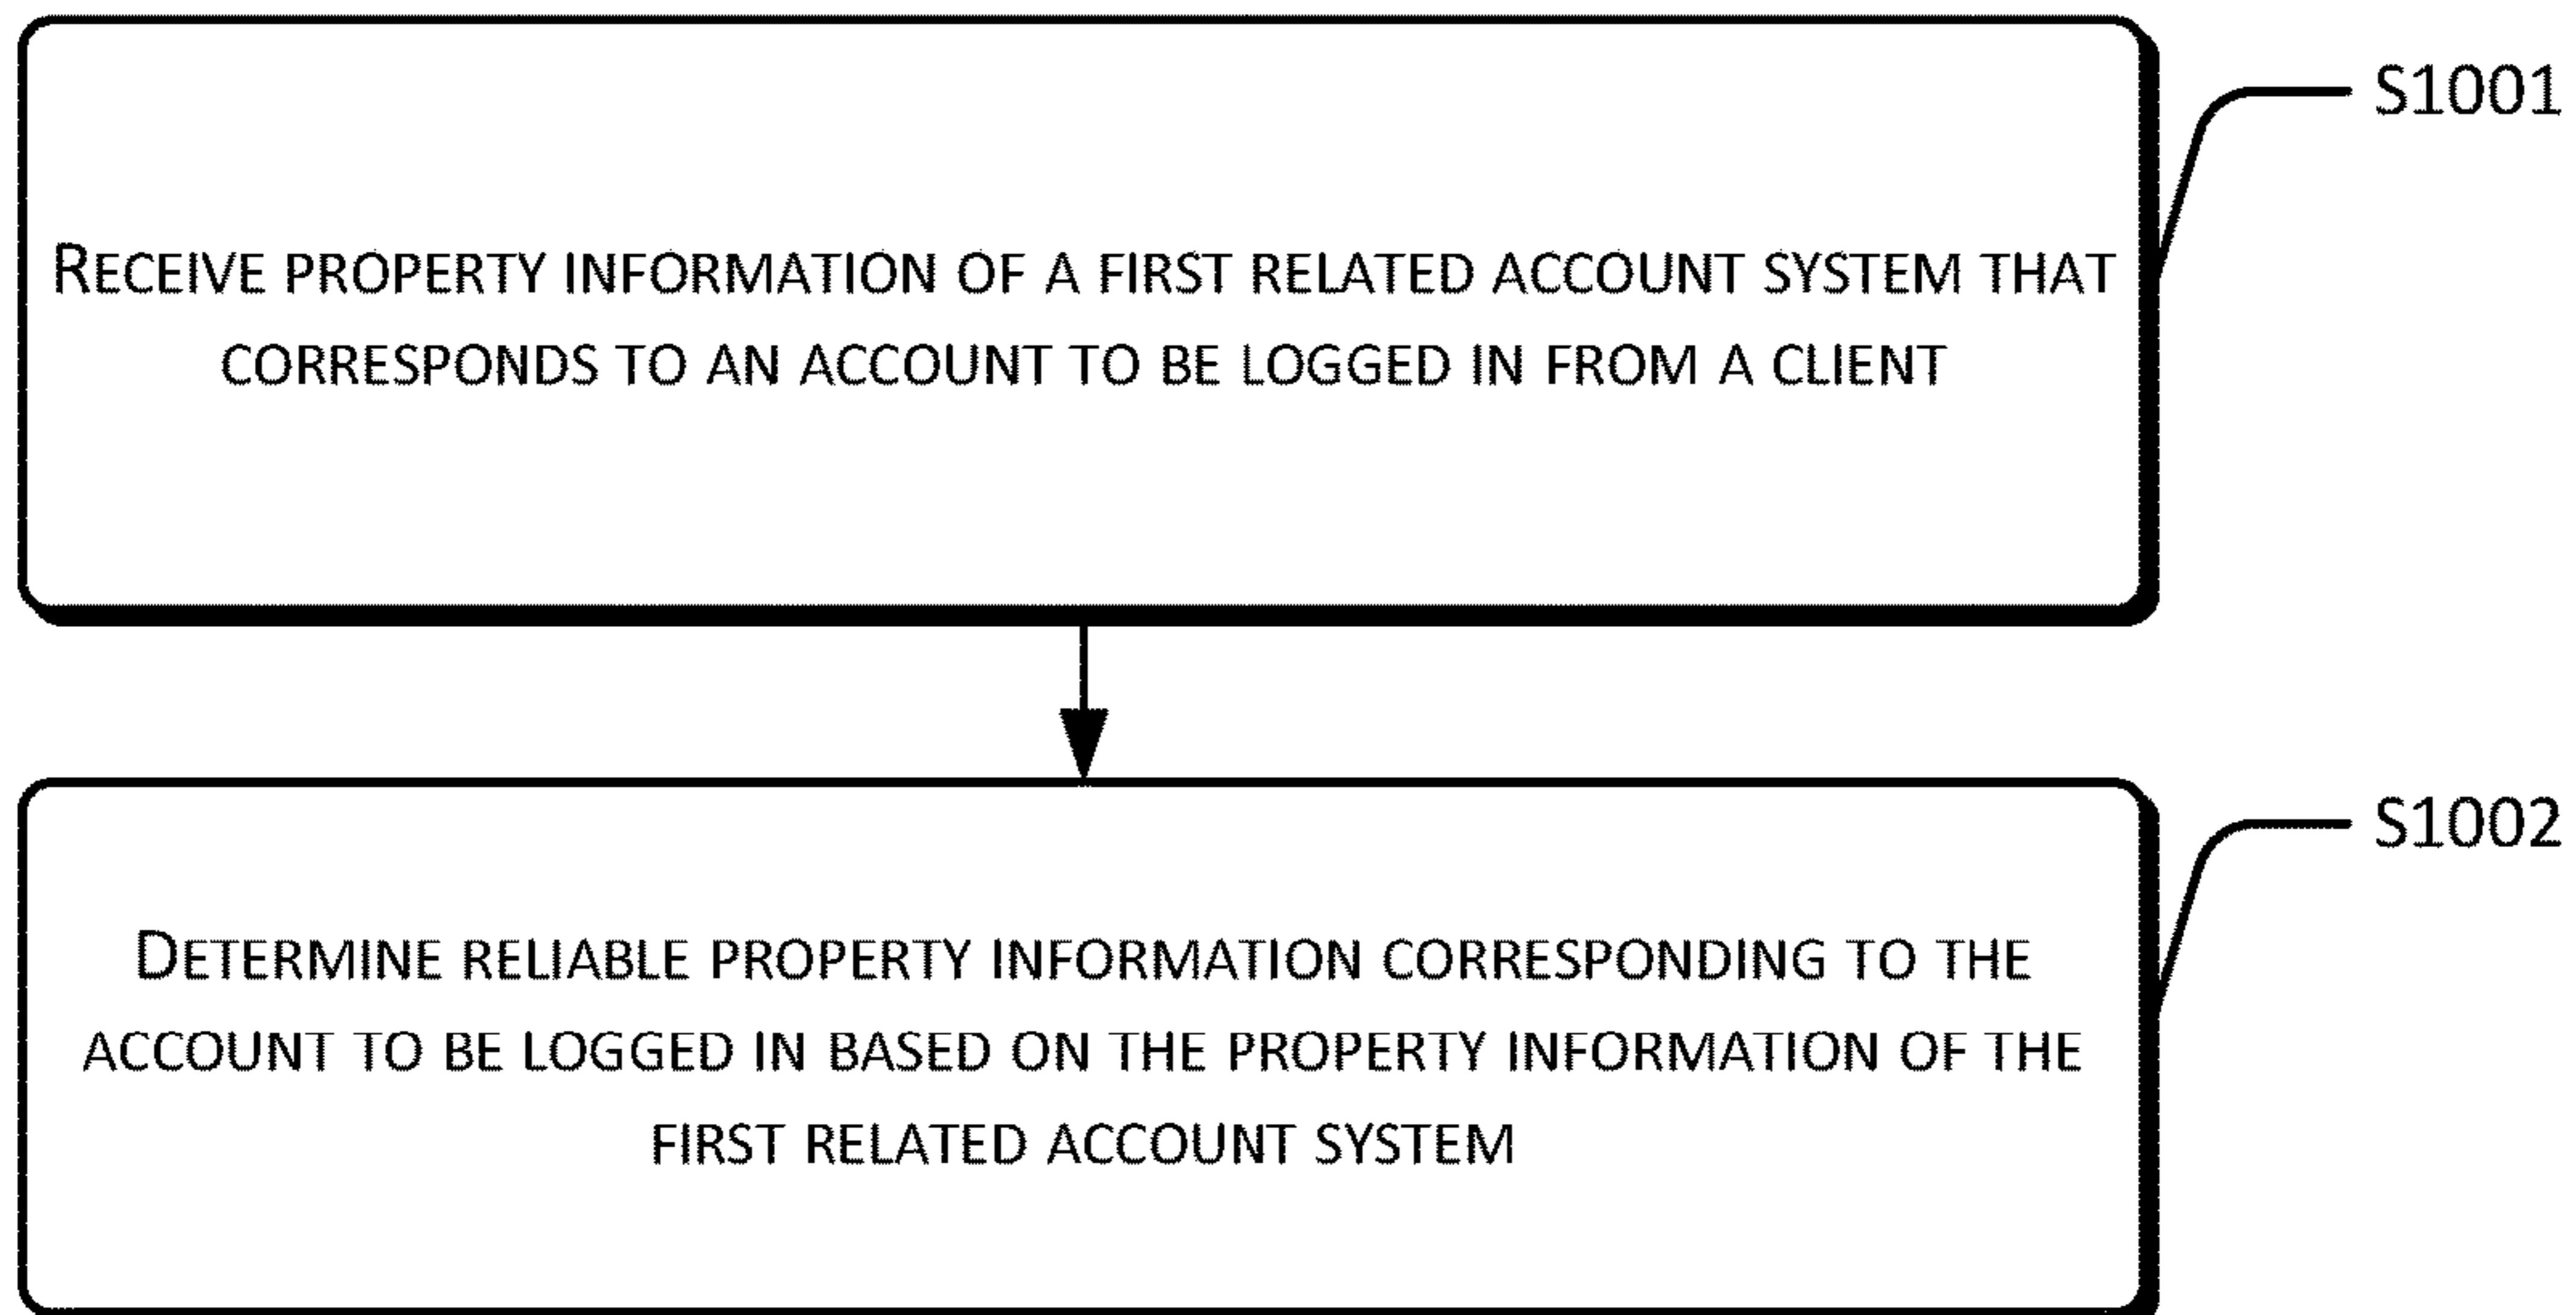 RECEIVE PROPERTY INFORMATION OF A FIRST RELATED ACCOUNT SYSTEM THAT
CORRESPONDS TO AN ACCOUNT TO BE LOGGED IN FROM A CLIENT
S1001
DETERMINE RELIABLE PROPERTY INFORMATION CORRESPONDING TO THE
ACCOUNT TO BE LOGGED IN BASED ON THE PROPERTY INFORMATION OF THE
FIRST RELATED ACCOUNT SYSTEM
S1002